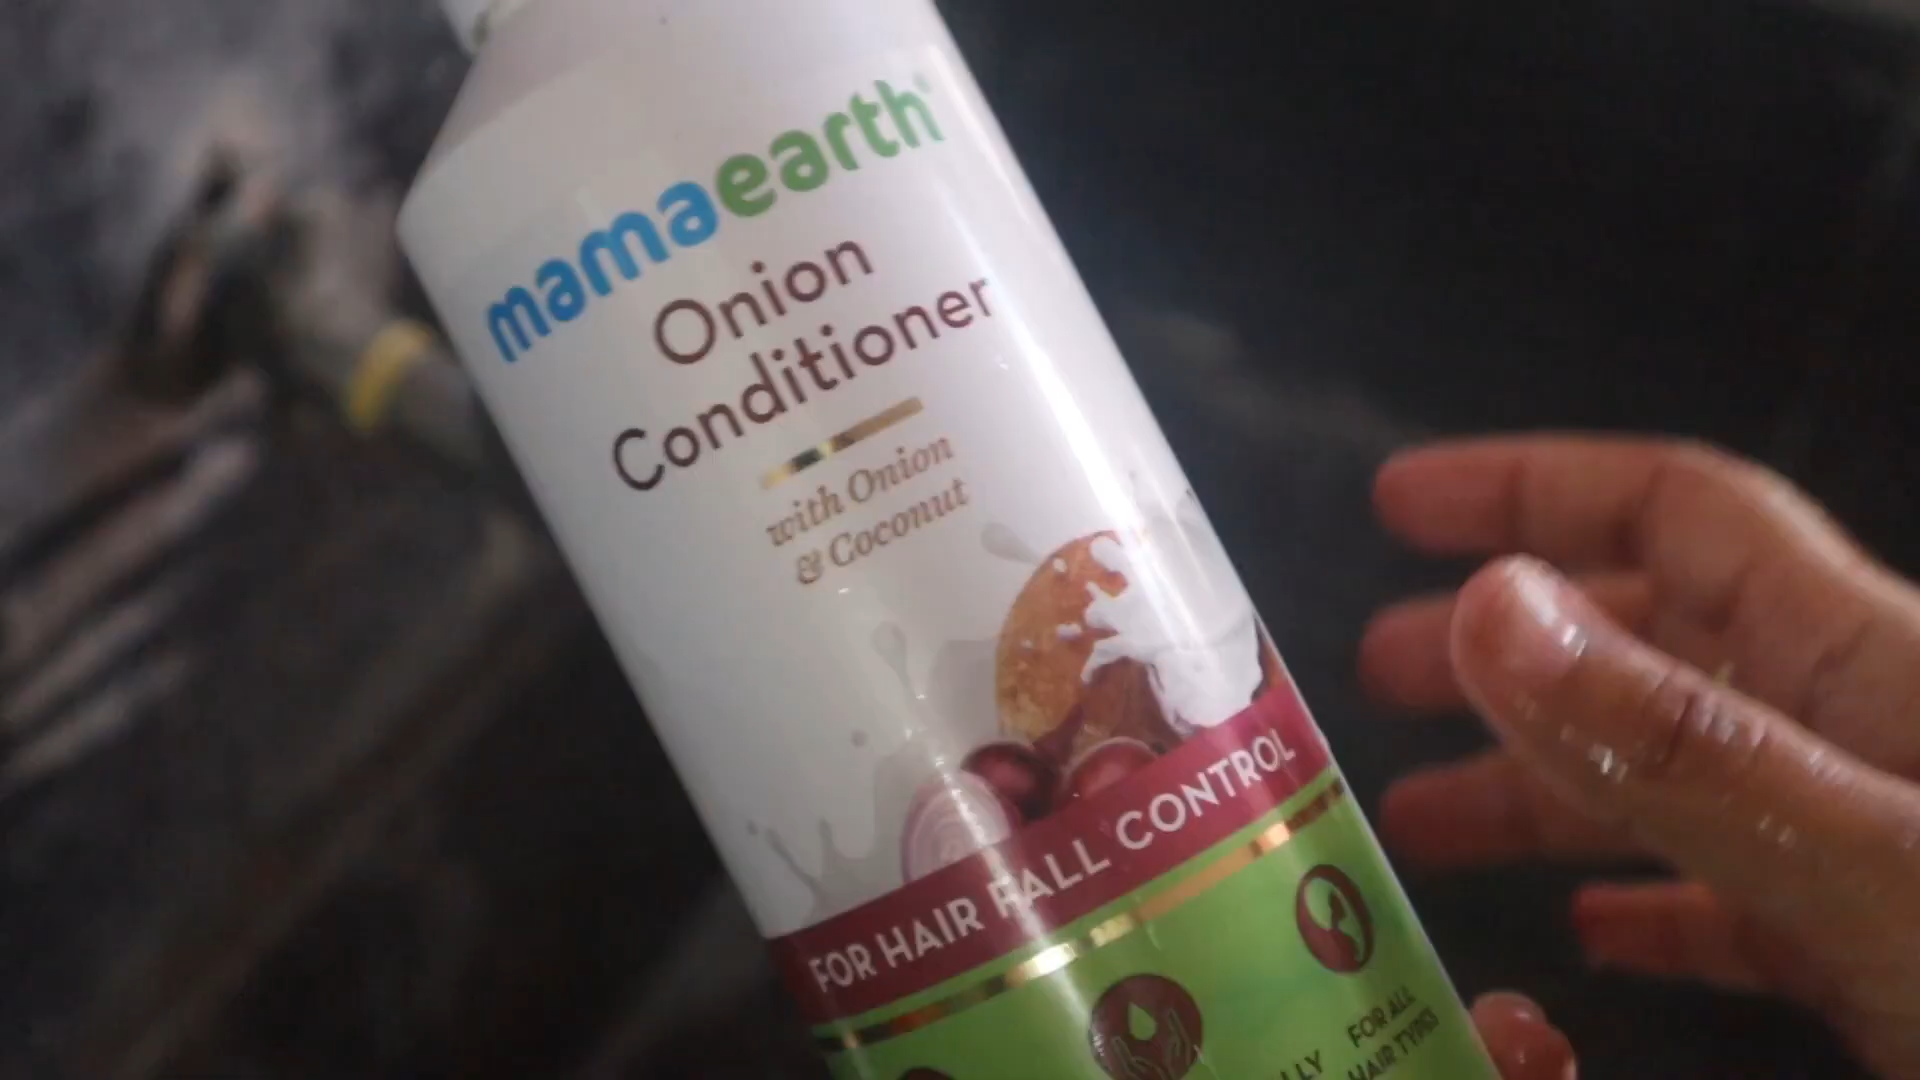 mamaearth
Onion
Conditioner
with Onion
& Coconut
FOR HAIR FALL CONTROL
FOR ALL
HAIR TYPES